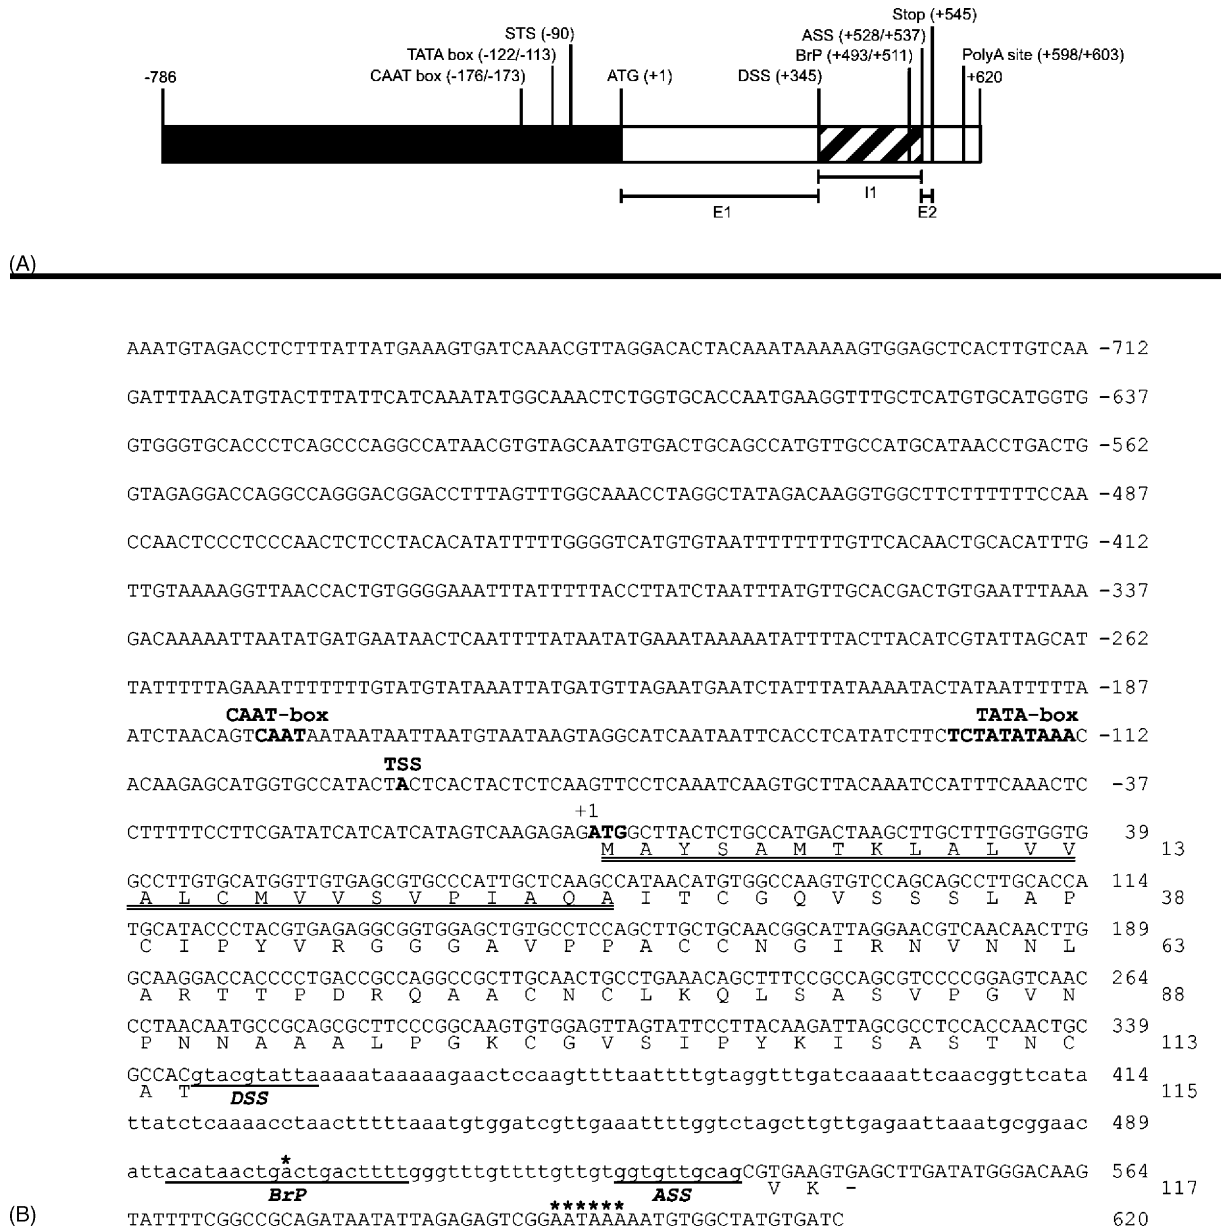 Stop (+545)
STS (-90)
ASS (+528/+537)
TATA box (-122/-113)
BrP (+493/+511)
PolyA site (+598/+603)
-786
CAAT box (-176/-173)
ATG (+1)
DSS (+345)
+620
I1
E1
E2
(A)
AAATGTAGACCTCTTTATTATGAAAGTGATCAAACGTTAGGACACTACAAATAAAAAGTGGAGCTCACTTGTCAA -712
GATTTAACATGTACTTTATTCATCAAATATGGCAAACTCTGGTGCACCAATGAAGGTTTGCTCATGTGCATGGTG -637
GTGGGTGCACCCTCAGCCCAGGCCATAACGTGTAGCAATGTGACTGCAGCCATGTTGCCATGCATAACCTGACTG -562
GTAGAGGACCAGGCCAGGGACGGACCTTTAGTTTGGCAAACCTAGGCTATAGACAAGGTGGCTTCTTTTTTCCAA -487
CCAACTCCCTCCCAACTCTCCTACACATATTTTTGGGGTCATGTGTAATTTTTTTTGTTCACAACTGCACATTTG -412
TTGTAAAAGGTTAACCACTGTGGGGAAATTTATTTTTACCTTATCTAATTTATGTTGCACGACTGTGAATTTAAA -337
GACAAAAATTAATATGATGAATAACTCAATTTTATAATATGAAATAAAAATATTTTACTTACATCGTATTAGCAT -262
TATTTTTAGAAATTTTTTTGTATGTATAAATTATGATGTTAGAATGAATCTATTTATAAAATACTATAATTTTTA -187
CAAT-box TATA-box
ATCTAACAGTCAATAATAATAATTAATGTAATAAGTAGGCATCAATAATTCACCTCATATCTTCTCTATATAAAC -112
TSS
ACAAGAGCATGGTGCCATACTACTCACTACTCTCAAGTTCCTCAAATCAAGTGCTTACAAATCCATTTCAAACTC -37
+1
CTTTTTCCTTCGATATCATCATCATAGTCAAGAGAGATGGCTTACTCTGCCATGACTAAGCTTGCTTTGGTGGTG 39
M A Y S A M T K L A L V V 13
GCCTTGTGCATGGTTGTGAGCGTGCCCATTGCTCAAGCCATAACATGTGGCCAAGTGTCCAGCAGCCTTGCACCA 114
A L C M V V S V P I A Q A I T C G Q V S S S L A P 38
TGCATACCCTACGTGAGAGGCGGTGGAGCTGTGCCTCCAGCTTGCTGCAACGGCATTAGGAACGTCAACAACTTG 189
C I P Y V R G G G A V P P A C C N G I R N V N N L 63
GCAAGGACCACCCCTGACCGCCAGGCCGCTTGCAACTGCCTGAAACAGCTTTCCGCCAGCGTCCCCGGAGTCAAC 264
A R T T P D R Q A A C N C L K Q L S A S V P G V N 88
CCTAACAATGCCGCAGCGCTTCCCGGCAAGTGTGGAGTTAGTATTCCTTACAAGATTAGCGCCTCCACCAACTGC 339
P N N A A A L P G K C G V S I P Y K I S A S T N C 113
GCCACgtacgtattaaaaataaaaagaactccaagttttaattttgtaggtttgatcaaaattcaacggttcata 414
A T 115
DSS
ttatctcaaaacctaactttttaaatgtggatcgttgaaattttggtctagcttgttgagaattaaatgcggaac 489
*
attacataactgactgacttttgggtttgttttgttgtggtgttgcagCGTGAAGTGAGCTTGATATGGGACAAG 564
BrP ASS V K - 117
******
TATTTTCGGCCGCAGATAATATTAGAGAGTCGGAATAAAAATGTGGCTATGTGATC 620
(B)